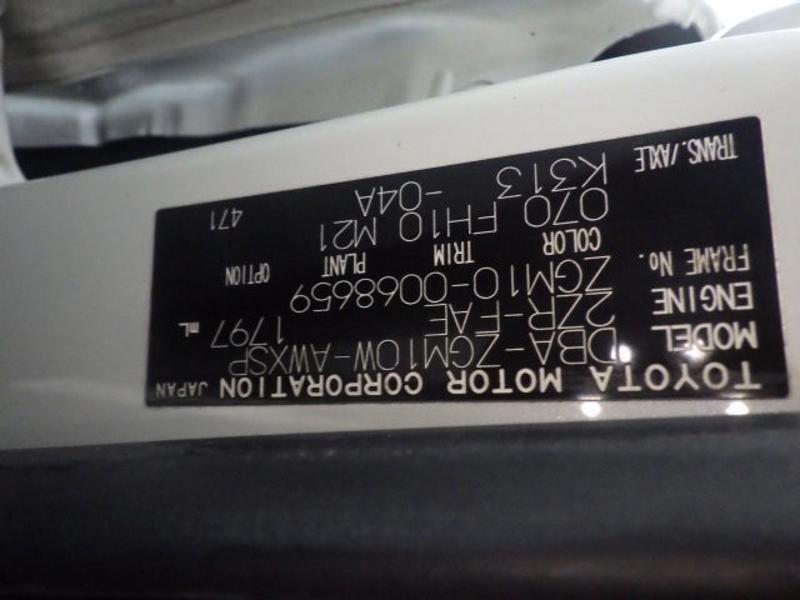 TOYOTA MOTOR CORPORATION JAPAN
MODEL DBA-ZGM10W-AWXSP
ENGINE 2ZR-FAE 1797 mL
FRAME No. ZGM10-0068659
COLOR TRIM PLANT OPTION
070 FH10 M21
TRANS./AXLE K313 -04A 471